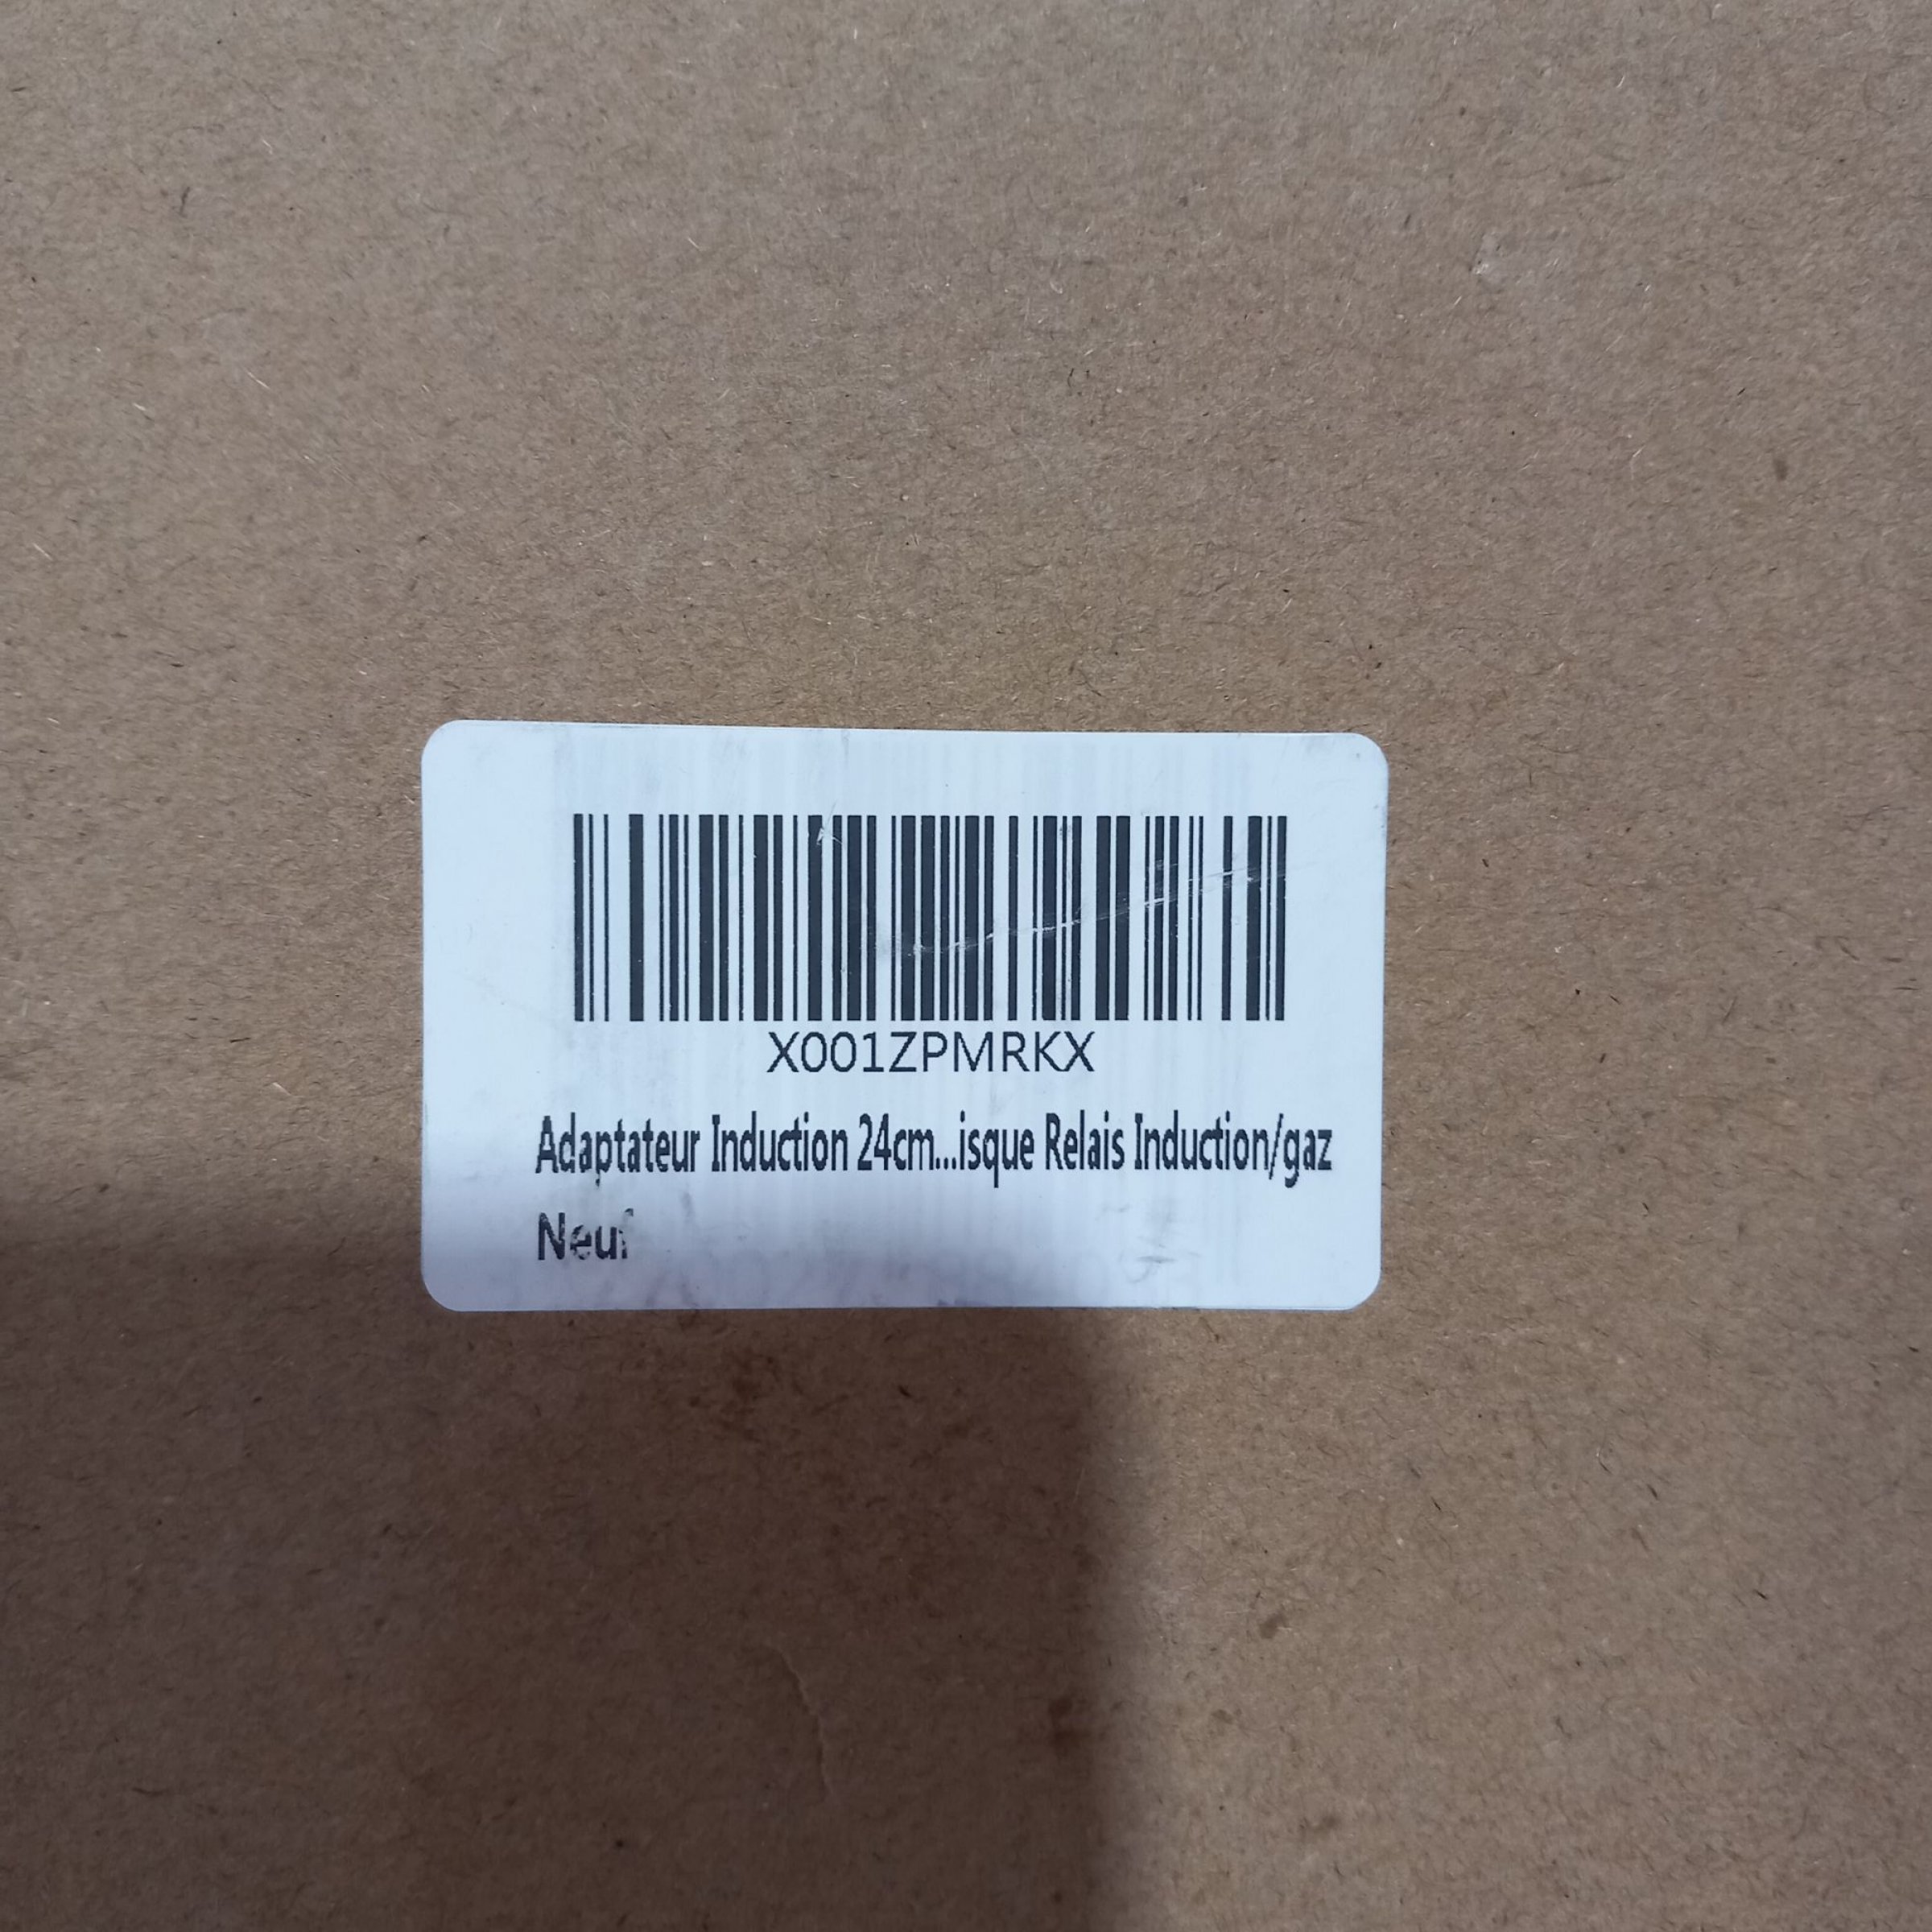 X001ZPMRKX
Adaptateur Induction 24cm...isque Relais Induction/gaz
Neuf